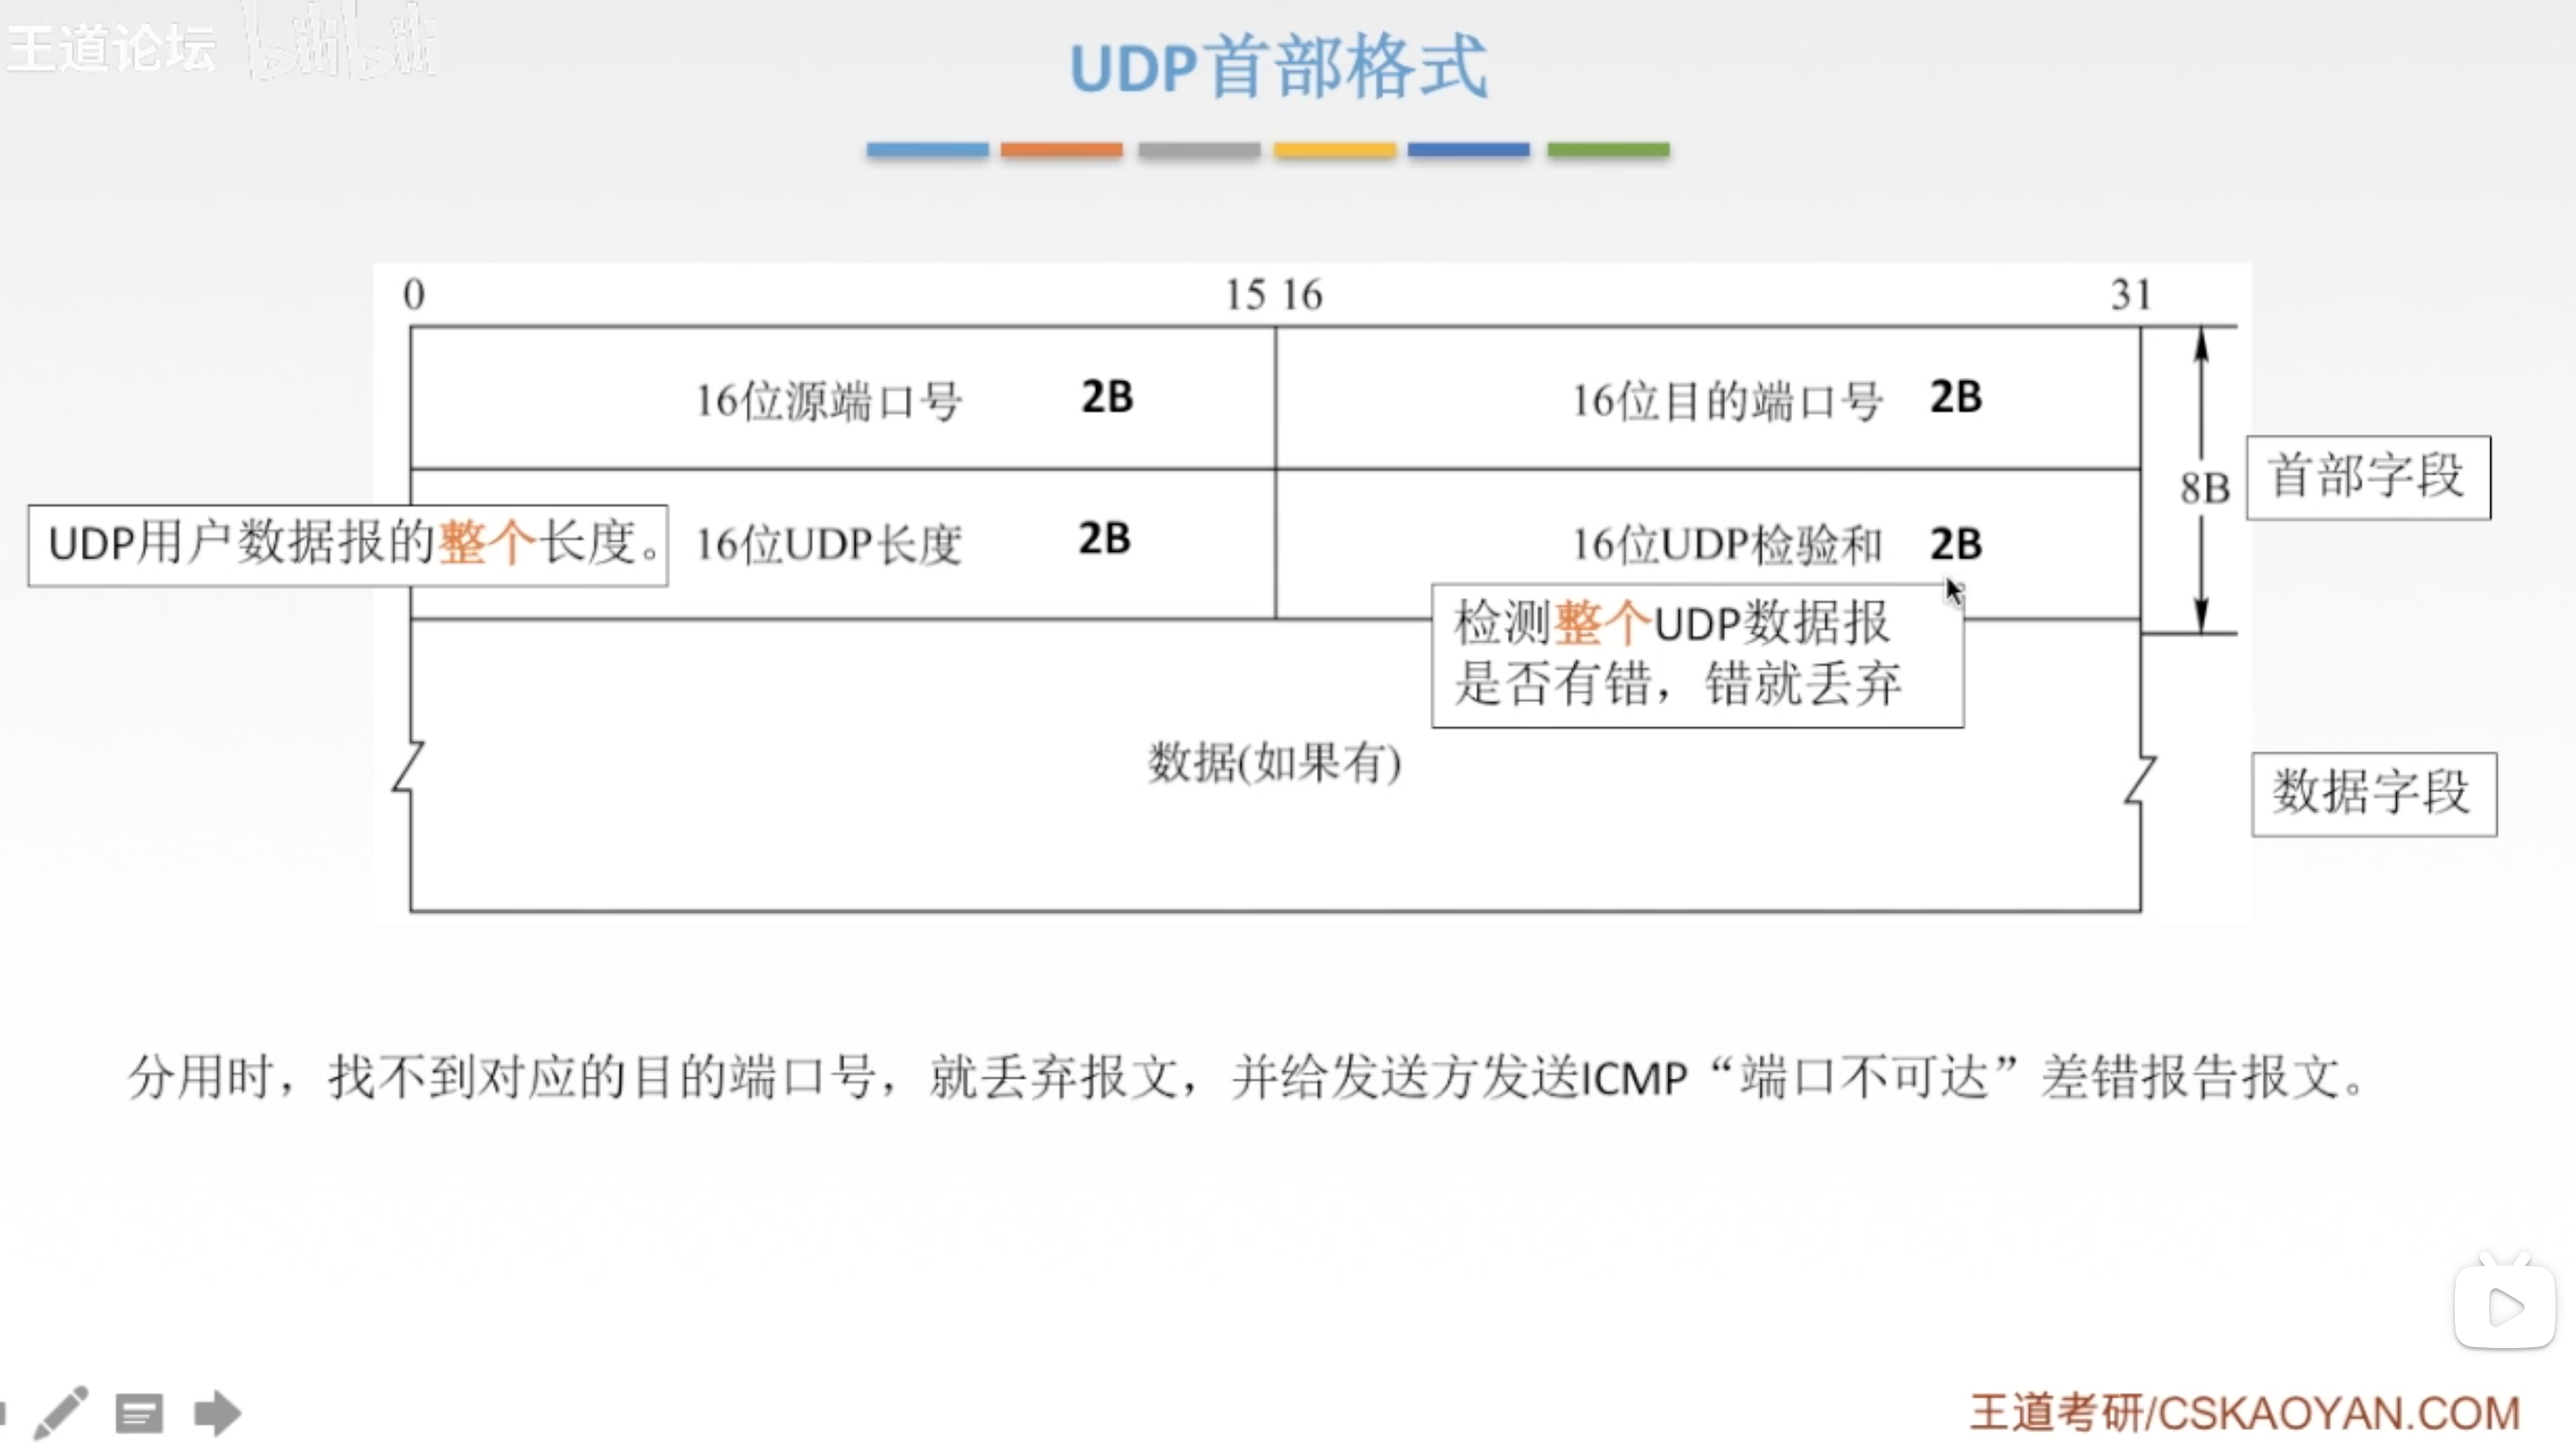 王道论坛 bilibili
UDP首部格式
0 15 16 31
16位源端口号 2B 16位目的端口号 2B
8B 首部字段
UDP用户数据报的整个长度。 16位UDP长度 2B 16位UDP检验和 2B
检测整个UDP数据报
是否有错，错就丢弃
数据(如果有)
数据字段
分用时，找不到对应的目的端口号，就丢弃报文，并给发送方发送ICMP“端口不可达”差错报告报文。
王道考研/CSKAOYAN.COM